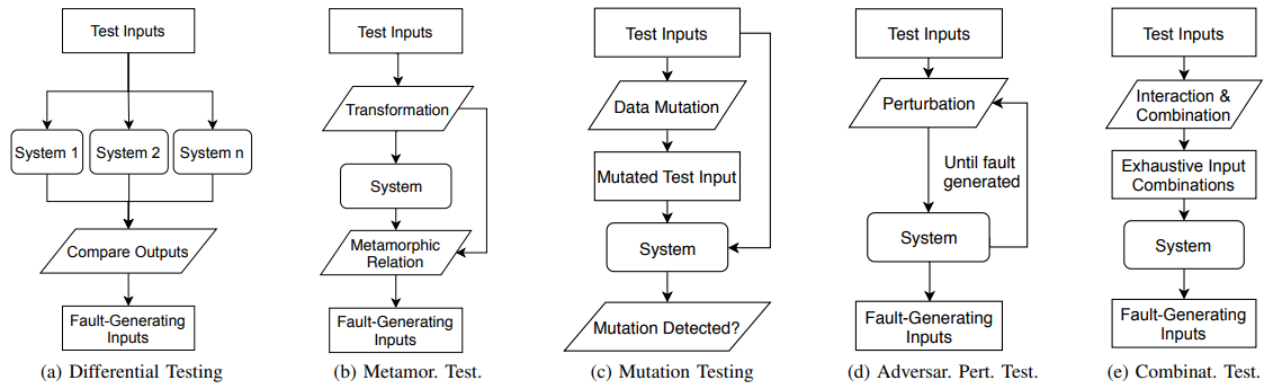 Test Inputs
System 1
System 2
System n
Compare Outputs
Fault-Generating
Inputs
(a) Differential Testing
Test Inputs
Transformation
System
Metamorphic
Relation
Fault-Generating
Inputs
(b) Metamor. Test.
Test Inputs
Data Mutation
Mutated Test Input
System
Mutation Detected?
(c) Mutation Testing
Test Inputs
Perturbation
Until fault
generated
System
Fault-Generating
Inputs
(d) Adversar. Pert. Test.
Test Inputs
Interaction &
Combination
Exhaustive Input
Combinations
System
Fault-Generating
Inputs
(e) Combinat. Test.